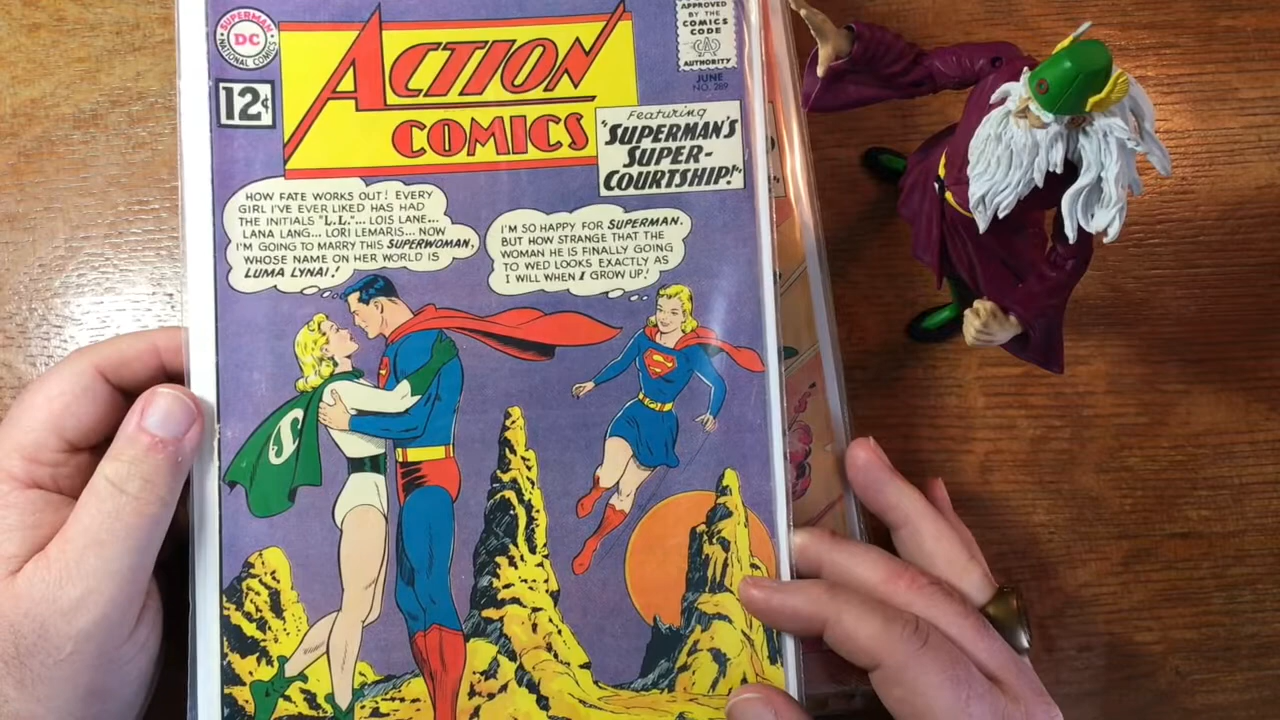 SUPERMAN
DC
NATIONAL COMICS
12¢
ACTION
COMICS
APPROVED
BY THE
COMICS
CODE
CA
AUTHORITY
JUNE
NO. 289
Featuring
"SUPERMAN'S
SUPER-
COURTSHIP!"
HOW FATE WORKS OUT! EVERY
GIRL I'VE EVER LIKED HAS HAD
THE INITIALS "L.L."... LOIS LANE...
LANA LANG... LORI LEMARIS... NOW
I'M GOING TO MARRY THIS SUPERWOMAN,
WHOSE NAME ON HER WORLD IS
LUMA LYNAI!
I'M SO HAPPY FOR SUPERMAN.
BUT HOW STRANGE THAT THE
WOMAN HE IS FINALLY GOING
TO WED LOOKS EXACTLY AS
I WILL WHEN I GROW UP!
S
S